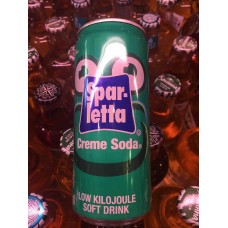 Spar-
letta®
Creme Soda®
LOW KILOJOULE
SOFT DRINK